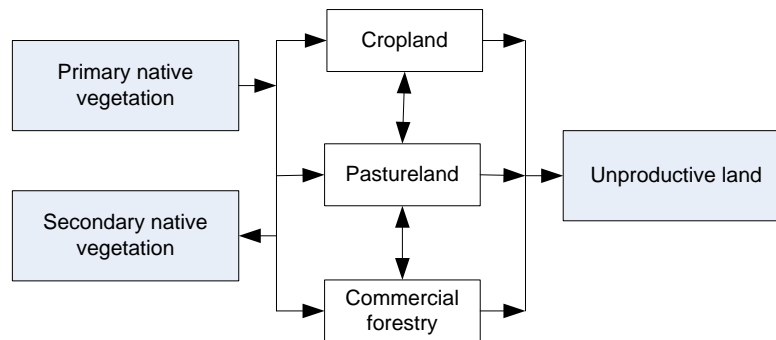 Primary native
vegetation
Secondary native
vegetation
Cropland
Pastureland
Commercial
forestry
Unproductive land